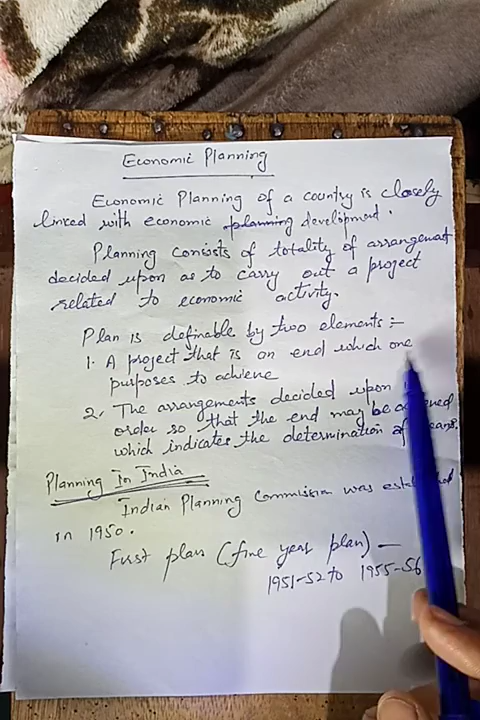 Economic Planning
Economic Planning of a country is closely
linked with economic planning development.
Planning consists of totality of arrangement
decided upon as to carry out a project
related to economic activity.
Plan is definable by two elements :-
1. A project that is an end which one
purposes to achieve
2. The arrangements decided upon
order so that the end may be
which indicates the determination of
Planning In India
Indian Planning Commission was
in 1950.
First plan (five year plan) —
1951-52 to 1955-56